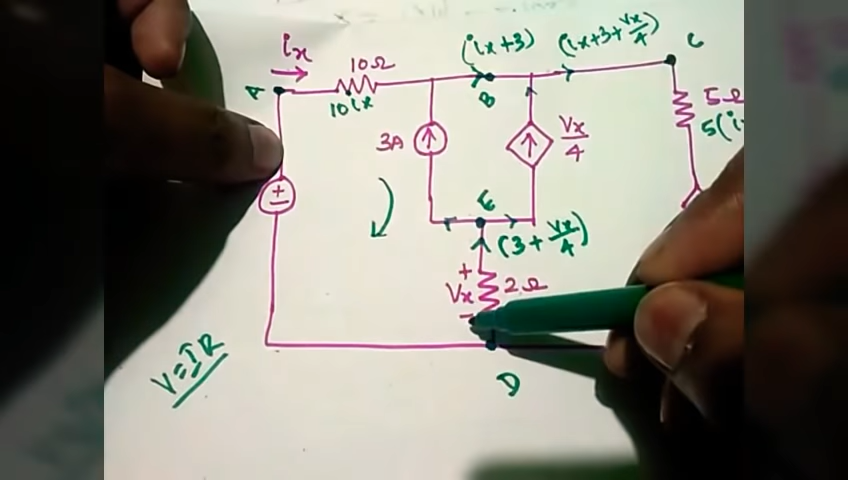 ix
10Ω
(ix+3)
(ix+3+Vx/4)
C
A
10ix
B
5Ω
5(i
3A
Vx/4
+
E
(3+Vx/4)
+
Vx
2Ω
-
V=IR
D